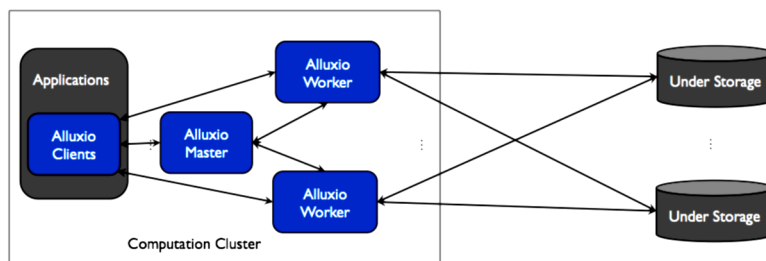 Applications
Alluxio
Clients
Alluxio
Master
Alluxio
Worker
Alluxio
Worker
Computation Cluster
Under Storage
Under Storage